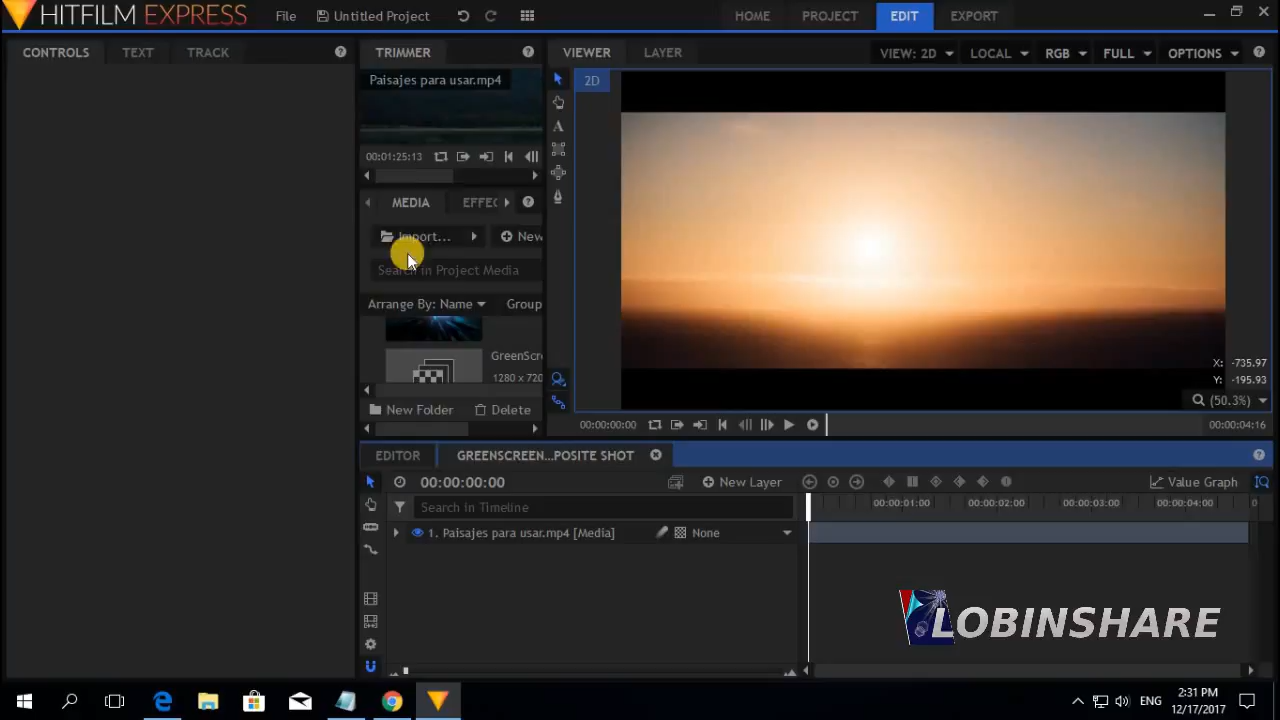 HITFILM EXPRESS File Untitled Project HOME PROJECT EDIT EXPORT
CONTROLS TEXT TRACK TRIMMER VIEWER LAYER VIEW: 2D LOCAL RGB FULL OPTIONS
Paisajes para usar.mp4 2D
00:01:25:13
MEDIA EFFEC
Import... New
Search in Project Media
Arrange By: Name Group
GreenScre
1280 x 720
X: -735.97
Y: -195.93
(50.3%)
New Folder Delete
00:00:00:00 00:00:04:16
EDITOR GREENSCREEN...POSITE SHOT
00:00:00:00 New Layer Value Graph
Search in Timeline 00:00:01:00 00:00:02:00 00:00:03:00 00:00:04:00 0
1. Paisajes para usar.mp4 [Media] None
LOBINSHARE
ENG 2:31 PM
12/17/2017